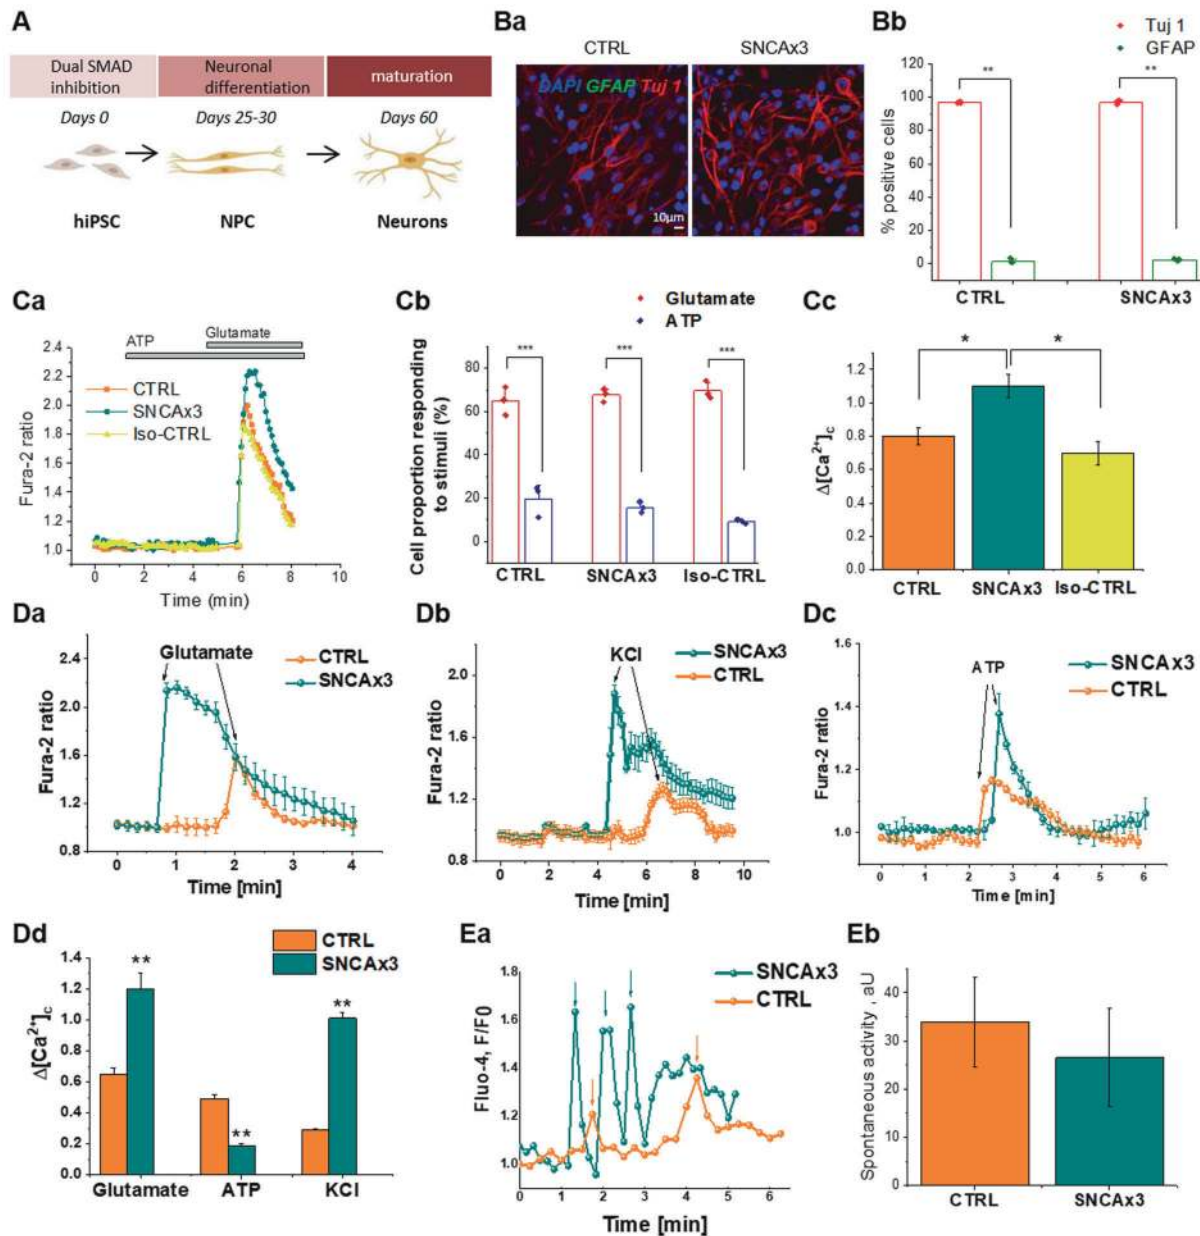 A
Dual SMAD
inhibition
Neuronal
differentiation
maturation
Days 0
Days 25-30
Days 60
hiPSC
NPC
Neurons
Ba
CTRL
SNCAx3
DAPI GFAP Tuj 1
10μm
Bb
Tuj 1
GFAP
% positive cells
120
100
80
60
40
20
0
**
**
CTRL
SNCAx3
Ca
Glutamate
ATP
CTRL
SNCAx3
Iso-CTRL
Fura-2 ratio
2.4
2.2
2.0
1.8
1.6
1.4
1.2
1.0
0
2
4
6
8
10
Time (min)
Cb
Glutamate
ATP
Cell proportion responding
to stimuli (%)
80
60
40
20
0
***
***
***
CTRL
SNCAx3
Iso-CTRL
Cc
Δ[Ca²⁺]c
1.2
1.0
0.8
0.6
0.4
0.2
0.0
*
*
CTRL
SNCAx3
Iso-CTRL
Da
Glutamate
CTRL
SNCAx3
Fura-2 ratio
2.4
2.0
1.6
1.2
0.8
0
1
2
3
4
Time [min]
Db
KCl
SNCAx3
CTRL
Fura-2 ratio
2.4
2.0
1.6
1.2
0.8
0
2
4
6
8
10
Time [min]
Dc
ATP
SNCAx3
CTRL
Fura-2 ratio
1.6
1.4
1.2
1.0
0
1
2
3
4
5
6
Time [min]
Dd
CTRL
SNCAx3
Δ[Ca²⁺]c
1.4
1.2
1.0
0.8
0.6
0.4
0.2
0.0
**
**
**
Glutamate
ATP
KCl
Ea
SNCAx3
CTRL
Fluo-4, F/F0
1.8
1.6
1.4
1.2
1.0
0
1
2
3
4
5
6
Time [min]
Eb
Spontaneous activity , aU
40
30
20
10
0
CTRL
SNCAx3